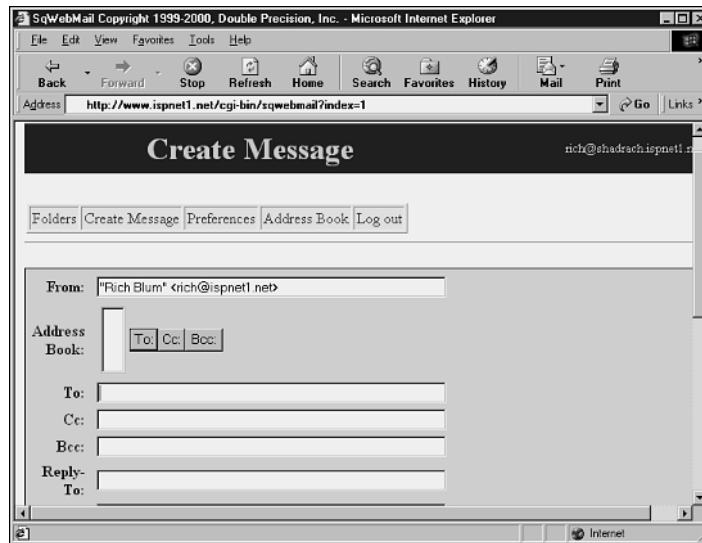 SqWebMail Copyright 1999-2000, Double Precision, Inc. - Microsoft Internet Explorer
File Edit View Favorites Tools Help
Back Forward Stop Refresh Home Search Favorites History Mail Print
Address http://www.ispnet1.net/cgi-bin/sqwebmail?index=1 Go Links
Create Message rich@shadrach.ispnet1.n
Folders Create Message Preferences Address Book Log out
From: "Rich Blum" <rich@ispnet1.net>
Address
Book: To: Cc: Bcc:
To:
Cc:
Bcc:
Reply-
To:
Internet